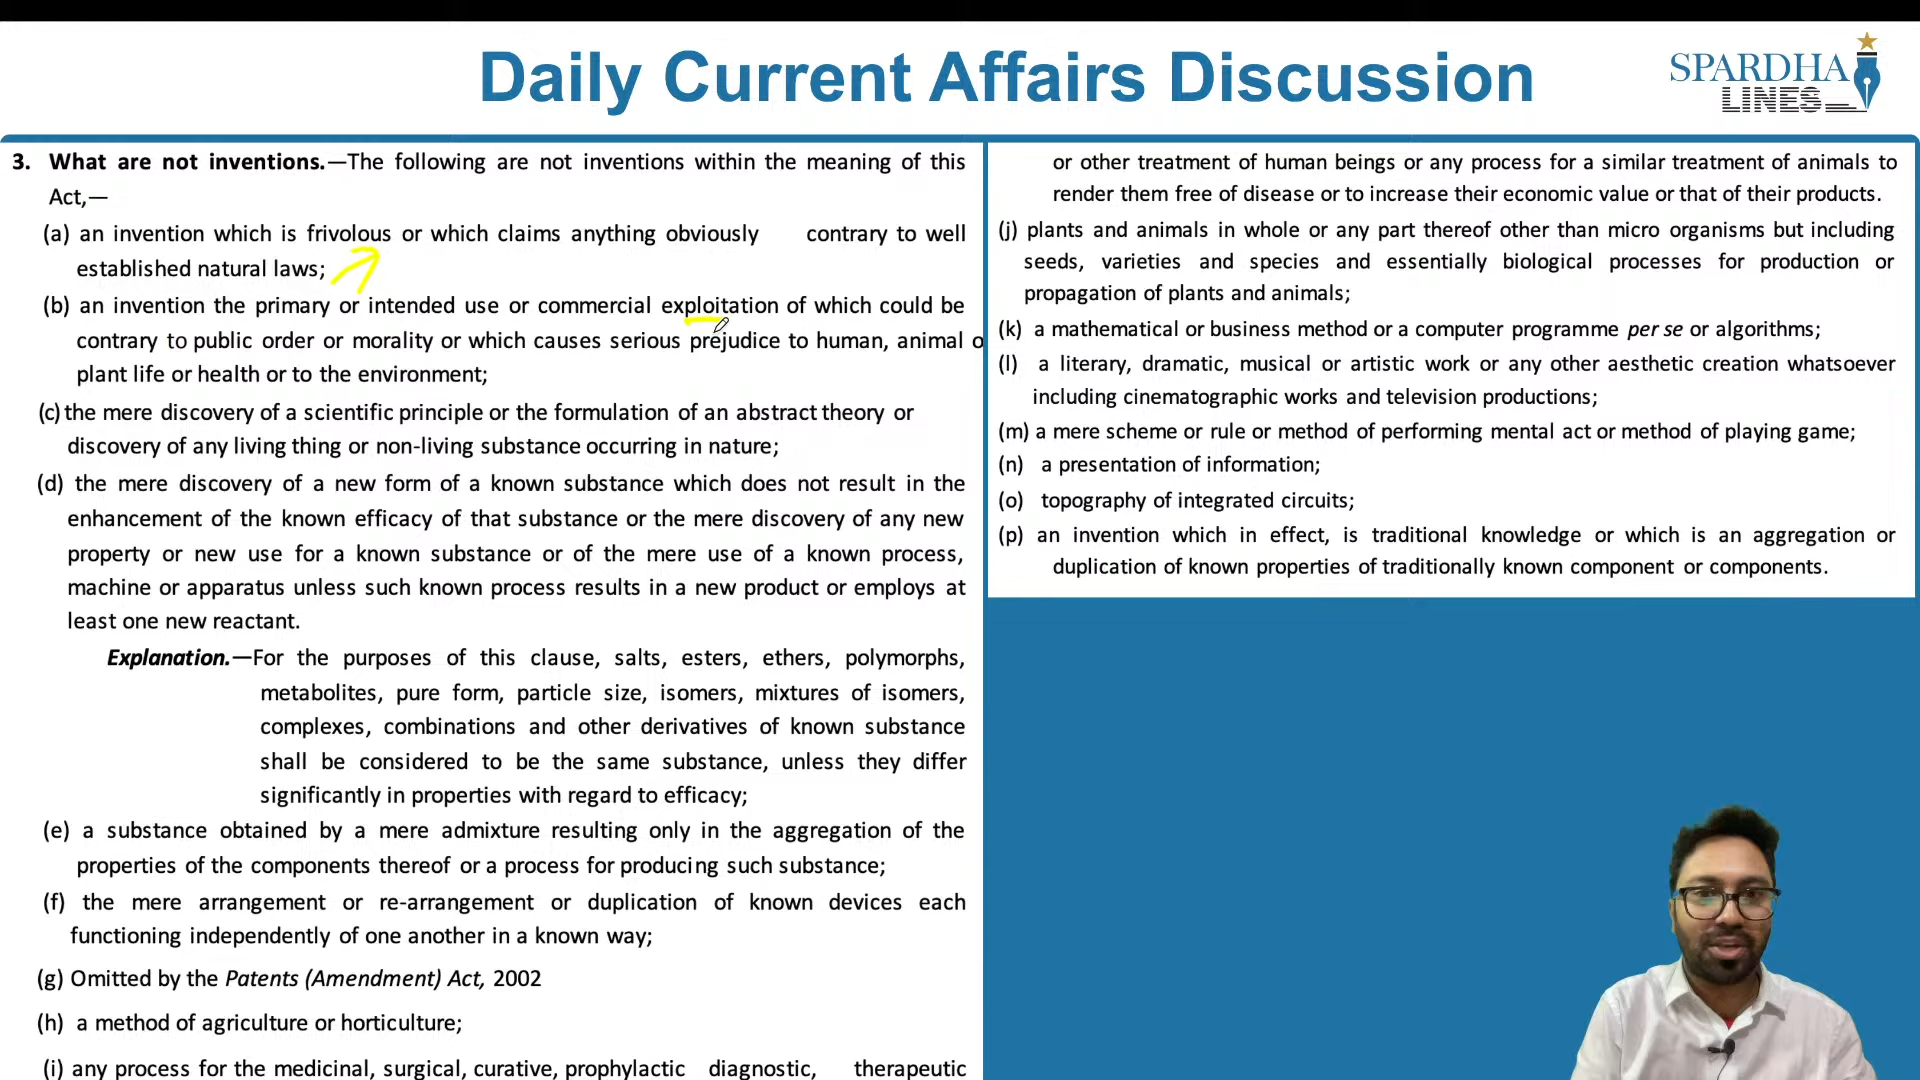 Daily Current Affairs Discussion
SPARDHA
LINES
3. What are not inventions.—The following are not inventions within the meaning of this
Act,—
(a) an invention which is frivolous or which claims anything obviously contrary to well
established natural laws;
(b) an invention the primary or intended use or commercial exploitation of which could be
contrary to public order or morality or which causes serious prejudice to human, animal o
plant life or health or to the environment;
(c) the mere discovery of a scientific principle or the formulation of an abstract theory or
discovery of any living thing or non-living substance occurring in nature;
(d) the mere discovery of a new form of a known substance which does not result in the
enhancement of the known efficacy of that substance or the mere discovery of any new
property or new use for a known substance or of the mere use of a known process,
machine or apparatus unless such known process results in a new product or employs at
least one new reactant.
Explanation.—For the purposes of this clause, salts, esters, ethers, polymorphs,
metabolites, pure form, particle size, isomers, mixtures of isomers,
complexes, combinations and other derivatives of known substance
shall be considered to be the same substance, unless they differ
significantly in properties with regard to efficacy;
(e) a substance obtained by a mere admixture resulting only in the aggregation of the
properties of the components thereof or a process for producing such substance;
(f) the mere arrangement or re-arrangement or duplication of known devices each
functioning independently of one another in a known way;
(g) Omitted by the Patents (Amendment) Act, 2002
(h) a method of agriculture or horticulture;
(i) any process for the medicinal, surgical, curative, prophylactic diagnostic, therapeutic
or other treatment of human beings or any process for a similar treatment of animals to
render them free of disease or to increase their economic value or that of their products.
(j) plants and animals in whole or any part thereof other than micro organisms but including
seeds, varieties and species and essentially biological processes for production or
propagation of plants and animals;
(k) a mathematical or business method or a computer programme per se or algorithms;
(l) a literary, dramatic, musical or artistic work or any other aesthetic creation whatsoever
including cinematographic works and television productions;
(m) a mere scheme or rule or method of performing mental act or method of playing game;
(n) a presentation of information;
(o) topography of integrated circuits;
(p) an invention which in effect, is traditional knowledge or which is an aggregation or
duplication of known properties of traditionally known component or components.